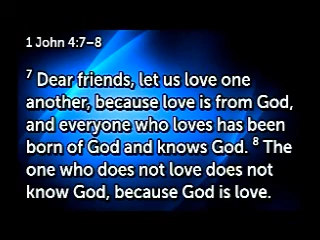 1 John 4:7–8
⁷ Dear friends, let us love one
another, because love is from God,
and everyone who loves has been
born of God and knows God. ⁸ The
one who does not love does not
know God, because God is love.